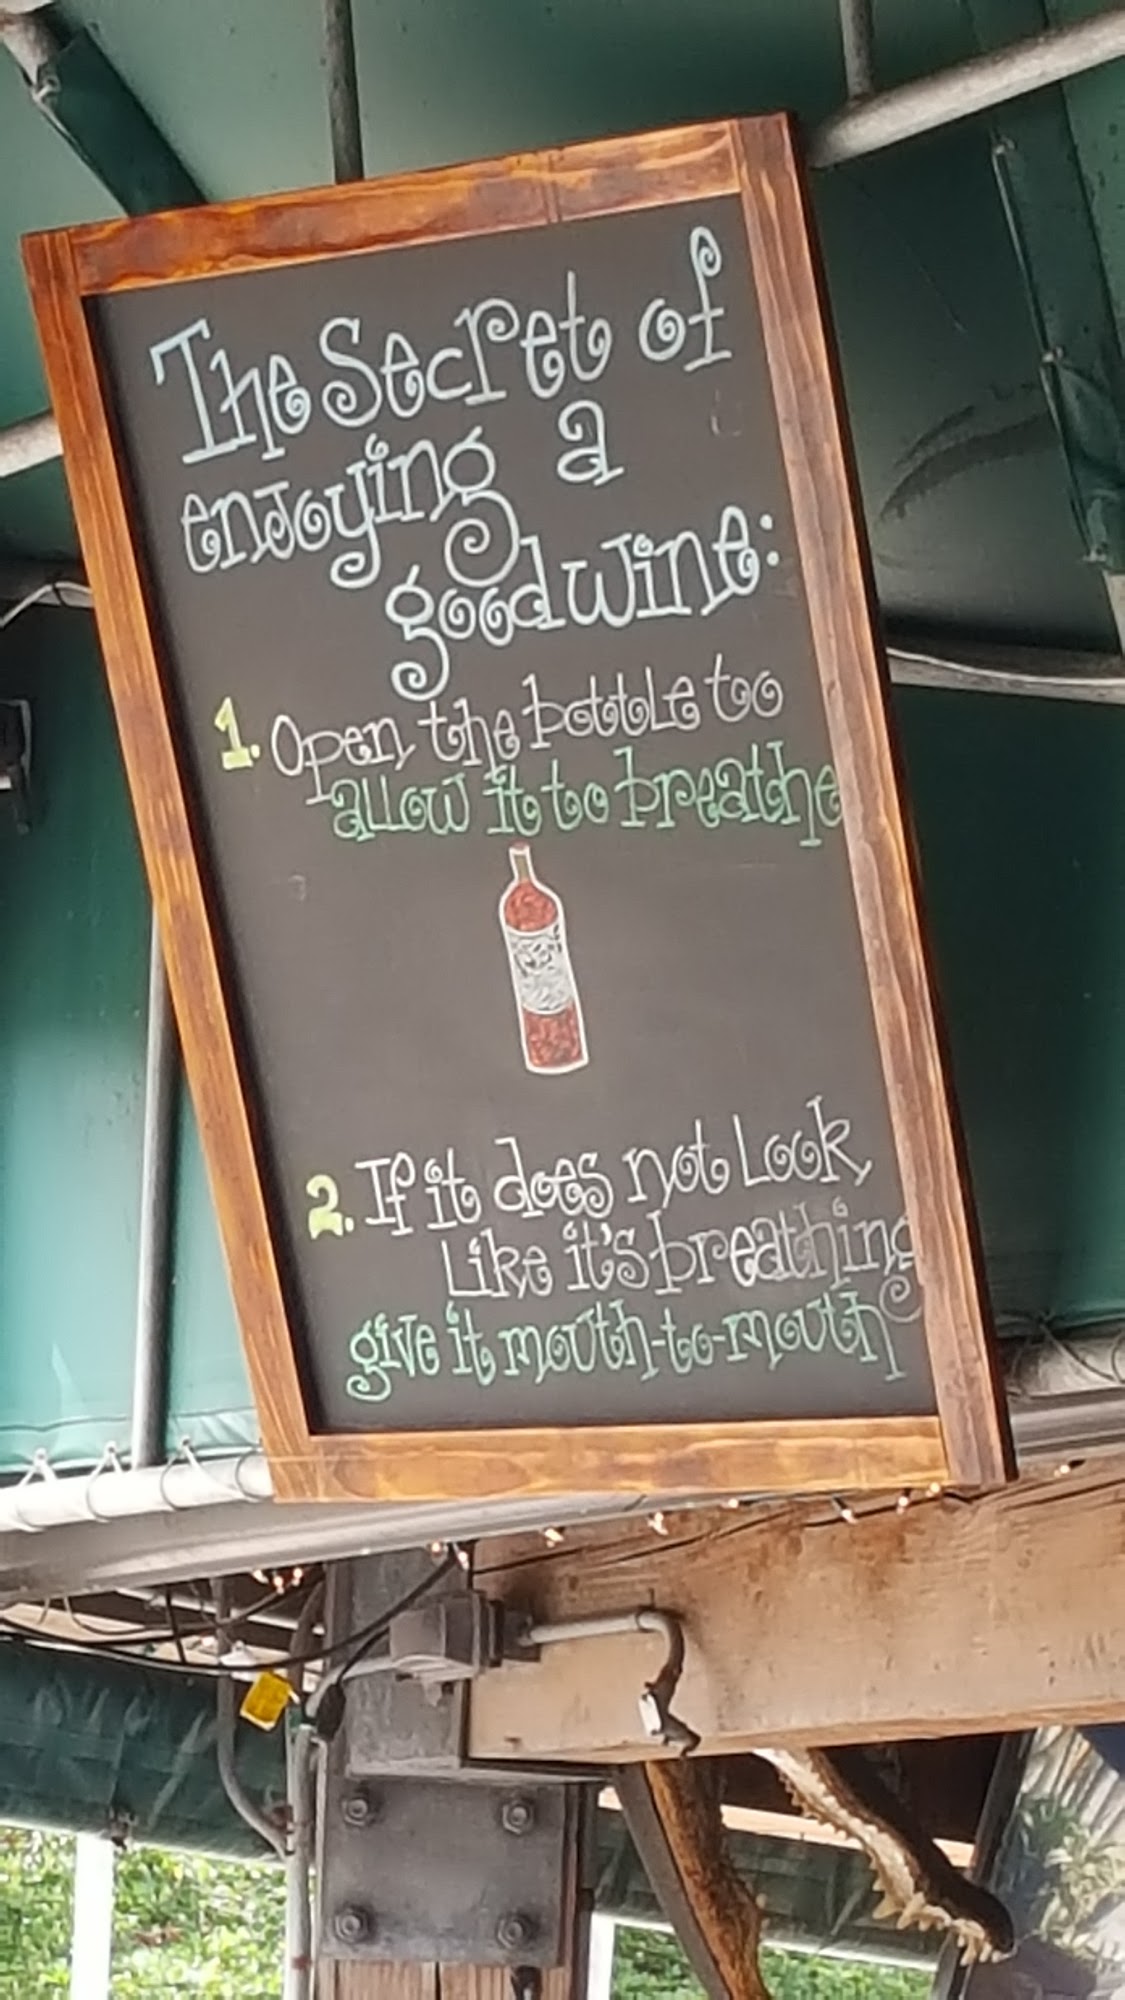 The Secret of
enjoying a
good wine:
1. Open the bottle too
allow it to breathe
2. If it does not Look
Like it's breathing
give it mouth-to-mouth